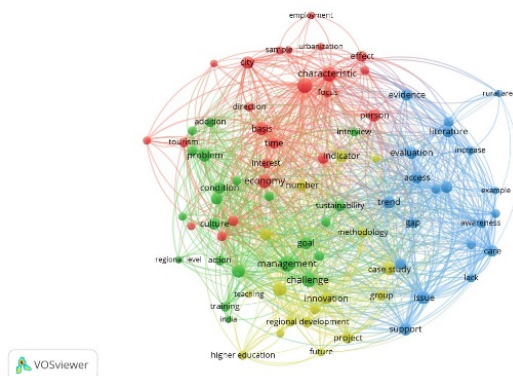 employment
sample
urbanization
city
effect
characteristic
focus
evidence
rural area
direction
addition
basis
person
interview
literature
time
tourism
problem
interest
indicator
evaluation
increase
economy
number
access
condition
example
sustainability
trend
culture
gap
awareness
methodology
goal
care
regional level
action
management
case study
challenge
lack
teaching
innovation
group
issue
training
india
regional development
support
project
future
higher education
VOSviewer